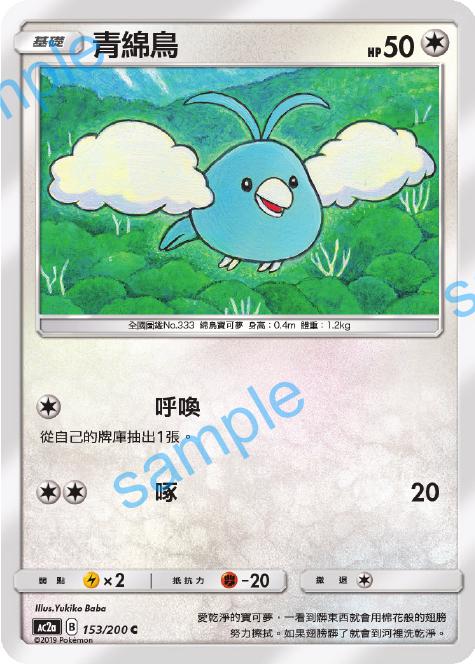 基礎 青綿鳥 HP 50
sample
全國圖鑑No.333 綿鳥寶可夢 身高：0.4m 體重：1.2kg
呼喚
從自己的牌庫抽出1張。
sample
啄 20
弱點 ×2 抵抗力 -20 撤退
Illus.Yukiko Baba
AC2a B 153/200 C
©2019 Pokémon
愛乾淨的寶可夢，一看到髒東西就會用棉花般的翅膀
努力擦拭。如果翅膀髒了就會到河裡洗乾淨。